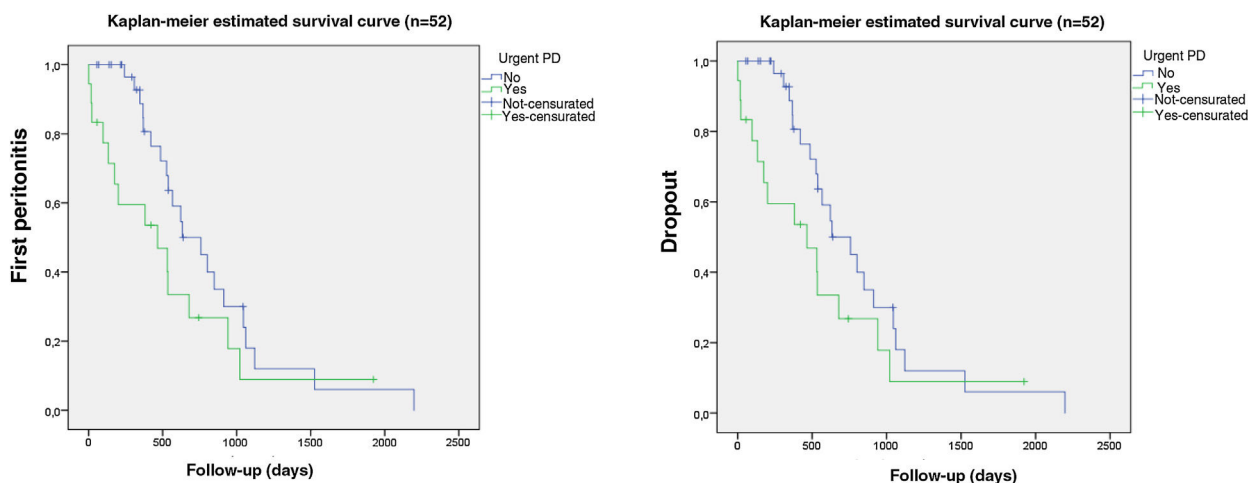 Kaplan-meier estimated survival curve (n=52)
First peritonitis
1,0
0,8
0,6
0,4
0,2
0,0
0
500
1000
1500
2000
2500
Follow-up (days)
Urgent PD
No
Yes
Not-censurated
Yes-censurated
Kaplan-meier estimated survival curve (n=52)
Dropout
1,0
0,8
0,6
0,4
0,2
0,0
0
500
1000
1500
2000
2500
Follow-up (days)
Urgent PD
No
Yes
Not-censurated
Yes-censurated